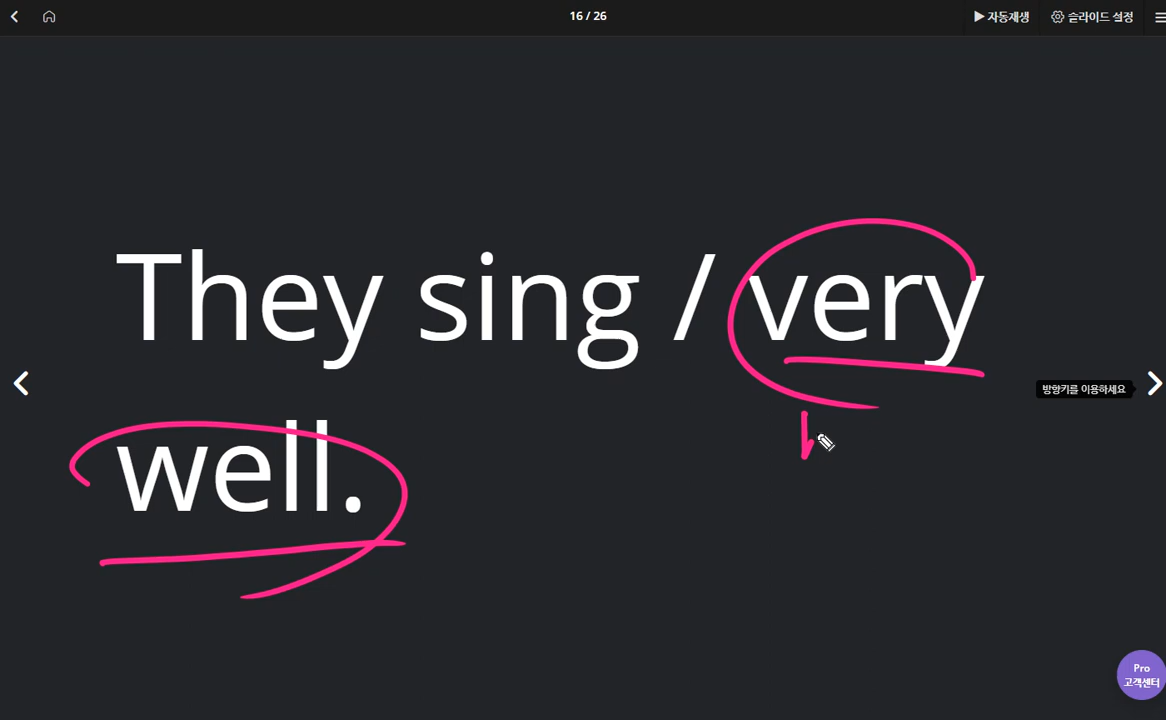 16 / 26
▶ 자동재생
슬라이드 설정
They sing / very
방향키를 이용하세요
well.
Pro
고객센터